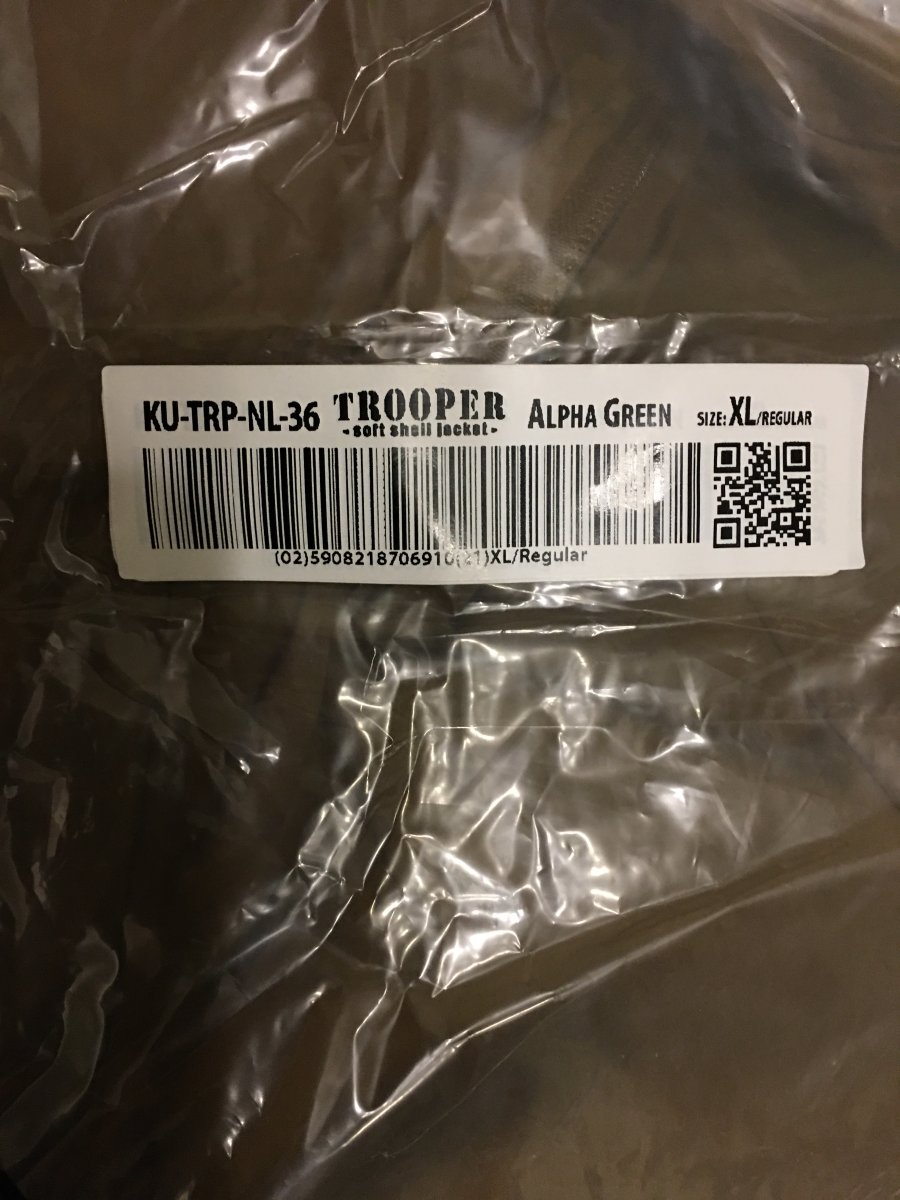 KU-TRP-NL-36 TROOPER ALPHA GREEN SIZE: XL/REGULAR
- soft shell jacket -
(02)5908218706910(21)XL/Regular